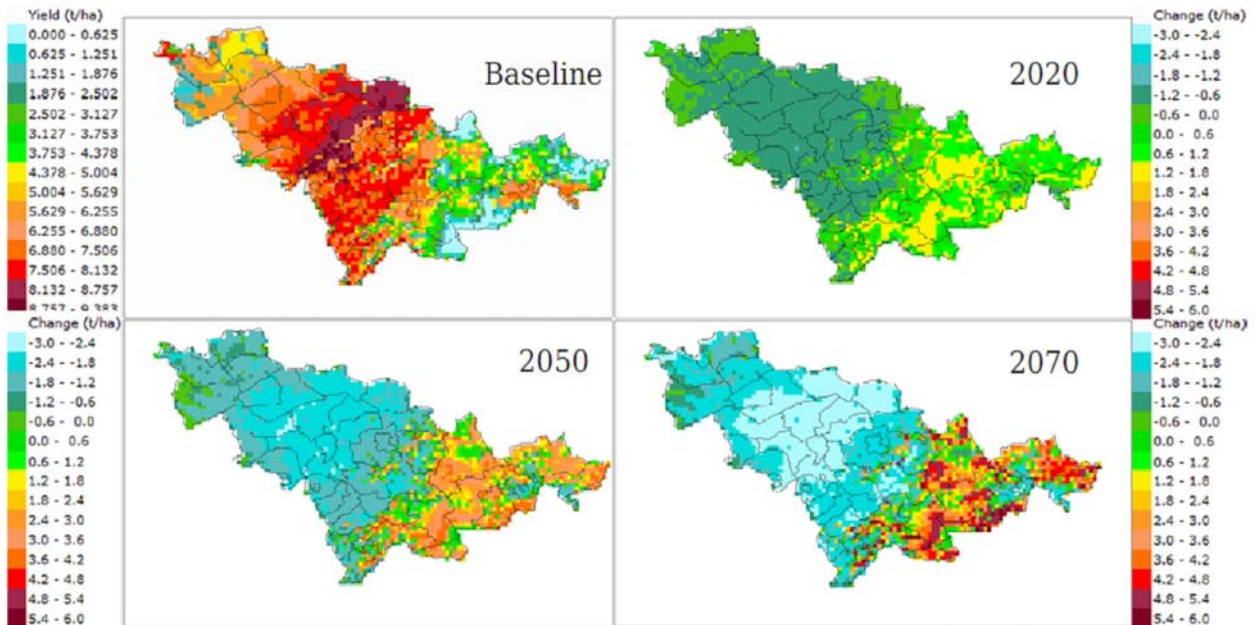 Yield (t/ha)
0.000 - 0.625
0.625 - 1.251
1.251 - 1.876
1.876 - 2.502
2.502 - 3.127
3.127 - 3.753
3.753 - 4.378
4.378 - 5.004
5.004 - 5.629
5.629 - 6.255
6.255 - 6.880
6.880 - 7.506
7.506 - 8.132
8.132 - 8.757
8.757 - 9.383
Baseline
2020
Change (t/ha)
-3.0 - -2.4
-2.4 - -1.8
-1.8 - -1.2
-1.2 - -0.6
-0.6 - 0.0
0.0 - 0.6
0.6 - 1.2
1.2 - 1.8
1.8 - 2.4
2.4 - 3.0
3.0 - 3.6
3.6 - 4.2
4.2 - 4.8
4.8 - 5.4
5.4 - 6.0
Change (t/ha)
-3.0 - -2.4
-2.4 - -1.8
-1.8 - -1.2
-1.2 - -0.6
-0.6 - 0.0
0.0 - 0.6
0.6 - 1.2
1.2 - 1.8
1.8 - 2.4
2.4 - 3.0
3.0 - 3.6
3.6 - 4.2
4.2 - 4.8
4.8 - 5.4
5.4 - 6.0
2050
2070
Change (t/ha)
-3.0 - -2.4
-2.4 - -1.8
-1.8 - -1.2
-1.2 - -0.6
-0.6 - 0.0
0.0 - 0.6
0.6 - 1.2
1.2 - 1.8
1.8 - 2.4
2.4 - 3.0
3.0 - 3.6
3.6 - 4.2
4.2 - 4.8
4.8 - 5.4
5.4 - 6.0